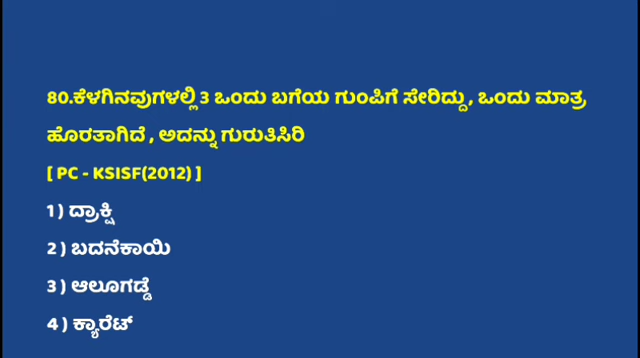 80.ಕೆಳಗಿನವುಗಳಲ್ಲಿ 3 ಒಂದು ಬಗೆಯ ಗುಂಪಿಗೆ ಸೇರಿದ್ದು , ಒಂದು ಮಾತ್ರ
ಹೊರತಾಗಿದೆ , ಅದನ್ನು ಗುರುತಿಸಿರಿ
[ PC - KSISF(2012) ]
1 ) ದ್ರಾಕ್ಷಿ
2 ) ಬದನೆಕಾಯಿ
3 ) ಆಲೂಗಡ್ಡೆ
4 ) ಕ್ಯಾರೆಟ್